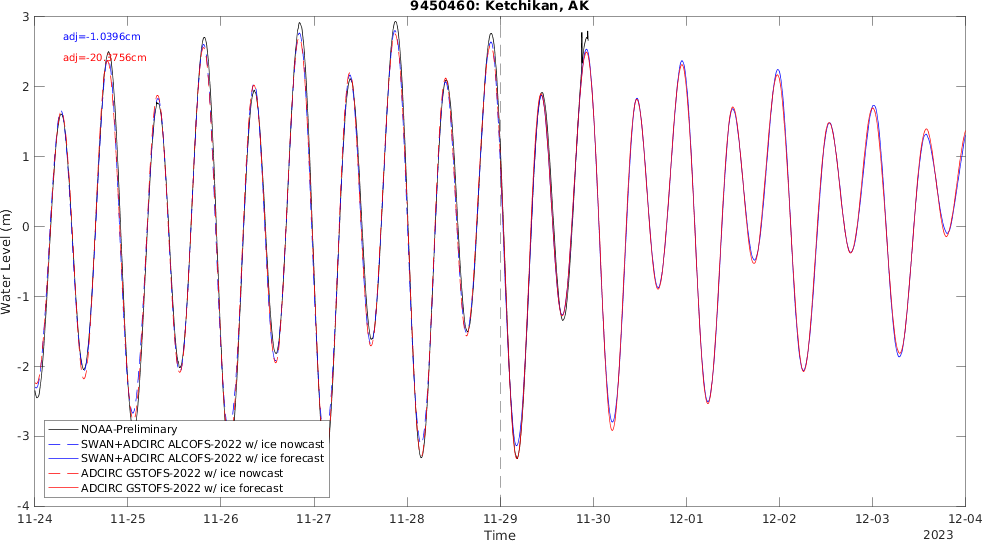 9450460: Ketchikan, AK
adj=-1.0396cm
adj=-20.3756cm
Water Level (m)
3
2
1
0
-1
-2
-3
-4
NOAA-Preliminary
SWAN+ADCIRC ALCOFS-2022 w/ ice nowcast
SWAN+ADCIRC ALCOFS-2022 w/ ice forecast
ADCIRC GSTOFS-2022 w/ ice nowcast
ADCIRC GSTOFS-2022 w/ ice forecast
11-24 11-25 11-26 11-27 11-28 11-29 11-30 12-01 12-02 12-03 12-04
Time
2023